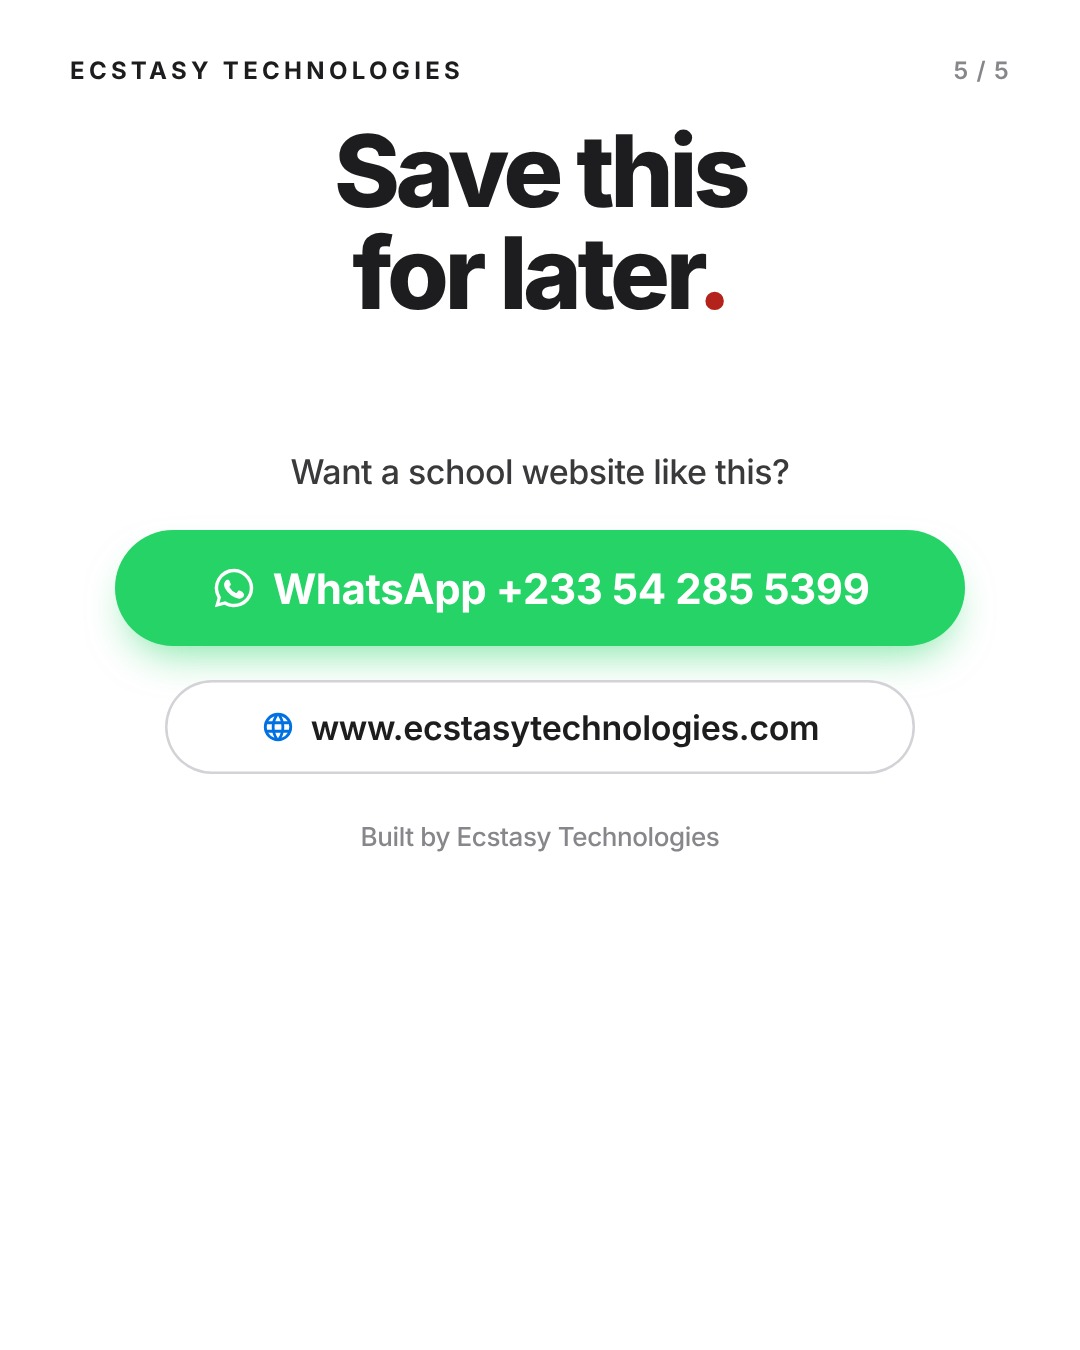 ECSTASY TECHNOLOGIES
5 / 5
Save this
for later.
Want a school website like this?
WhatsApp +233 54 285 5399
www.ecstasytechnologies.com
Built by Ecstasy Technologies